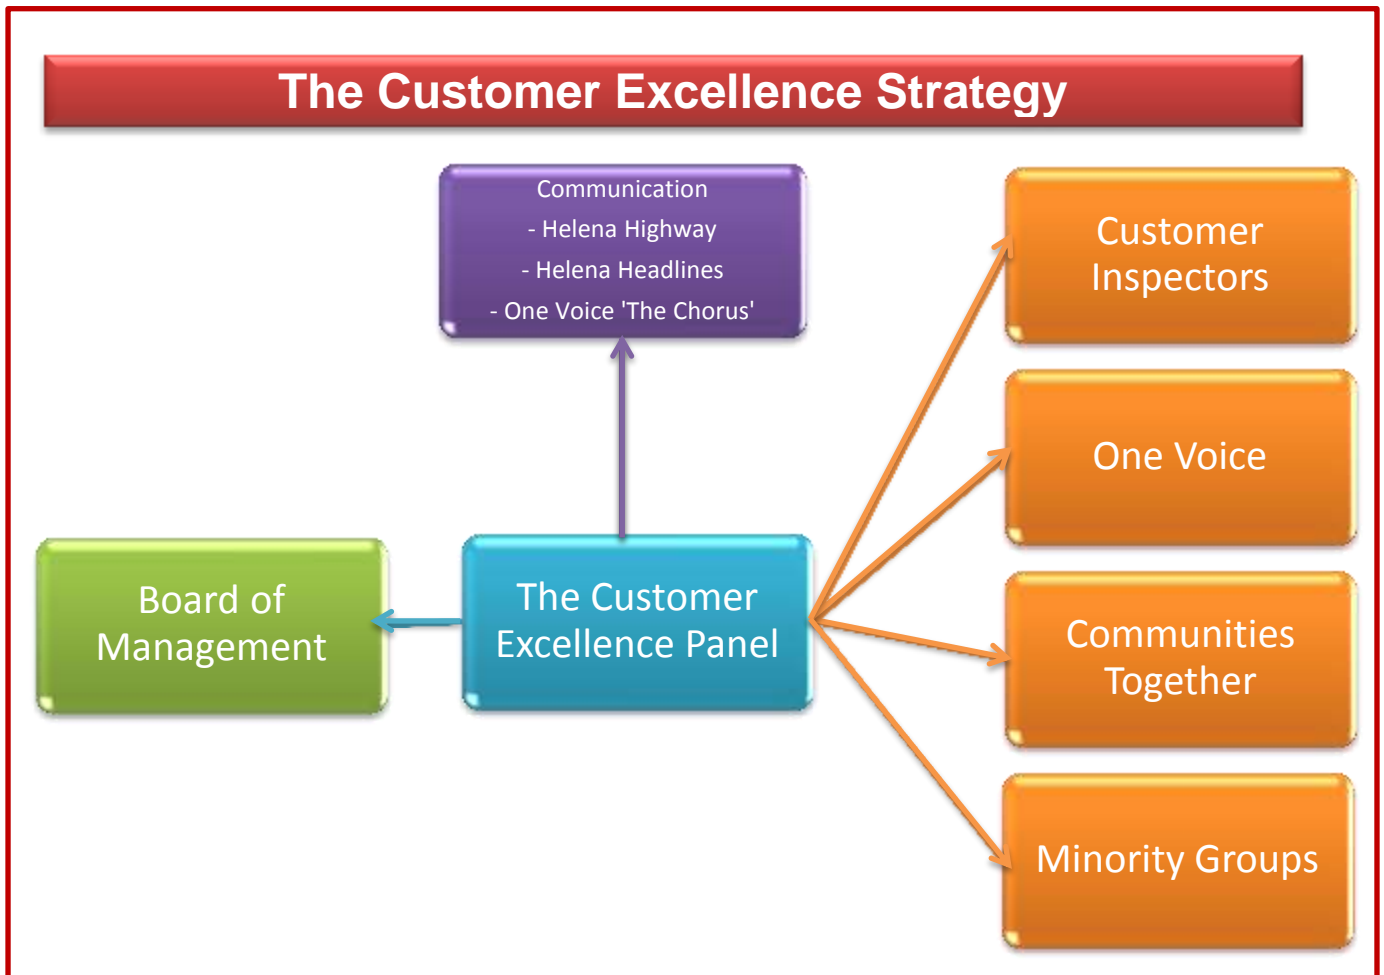 The Customer Excellence Strategy
Communication
- Helena Highway
- Helena Headlines
- One Voice 'The Chorus'
Customer
Inspectors
One Voice
Board of
Management
The Customer
Excellence Panel
Communities
Together
Minority Groups